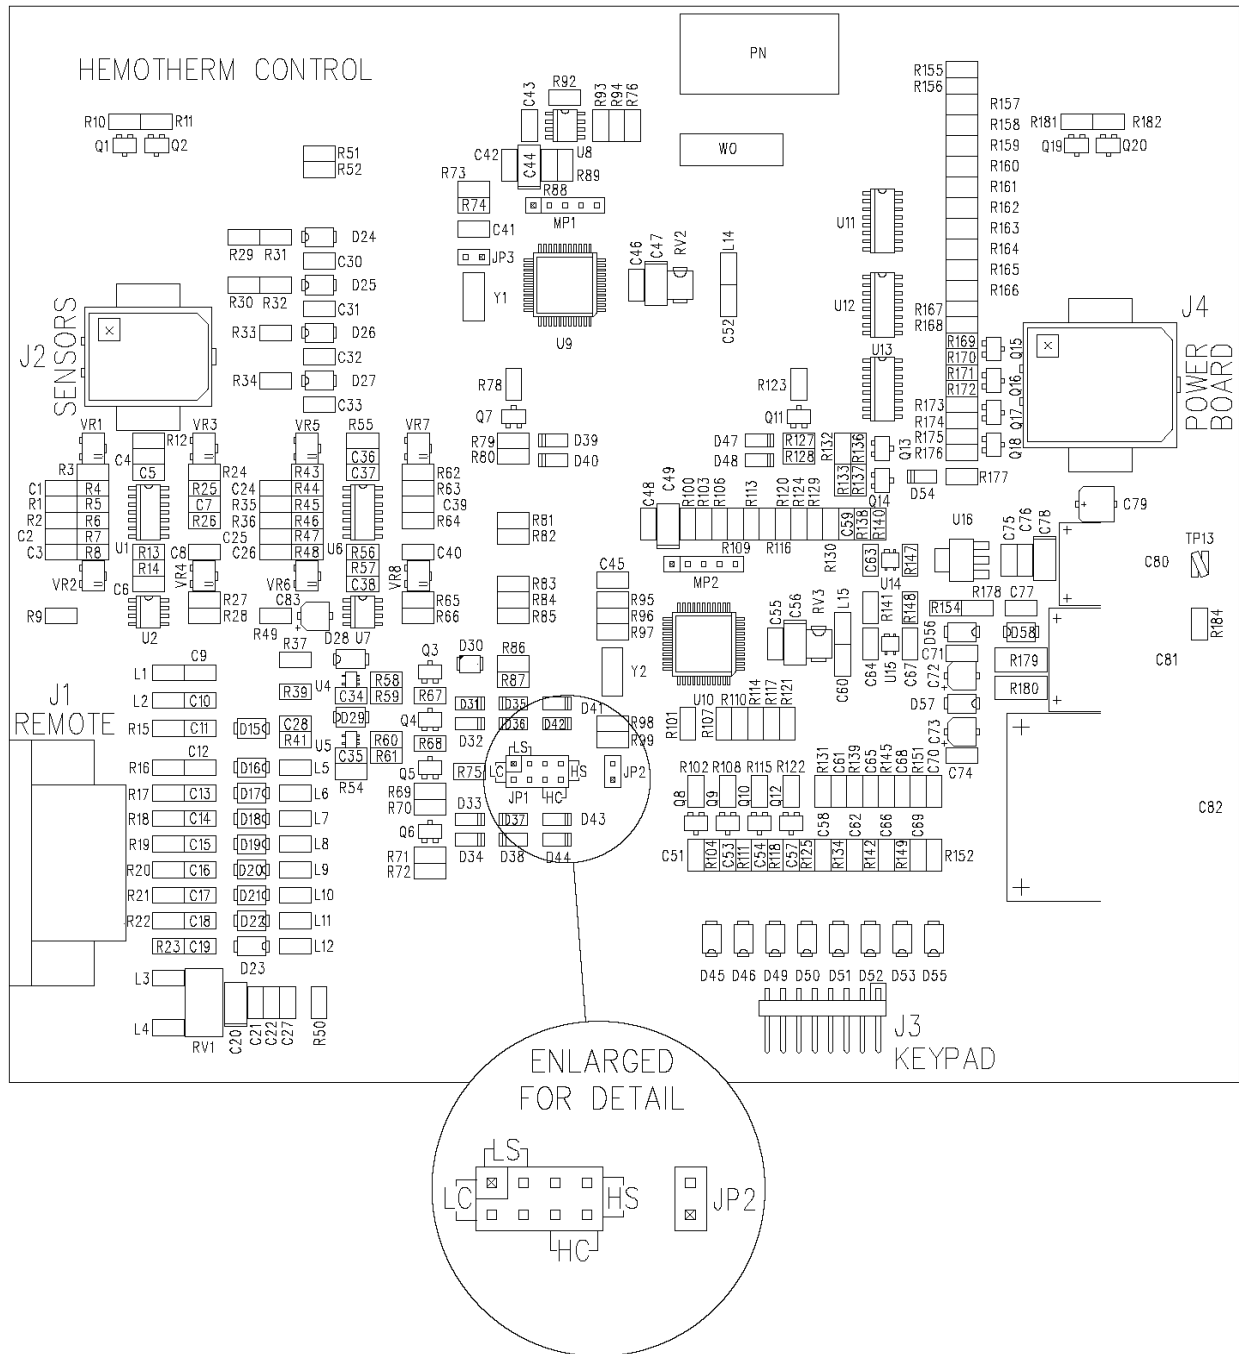 PN
HEMOTHERM CONTROL
R92
R155
R156
C43
R93
R94
R76
R157
R10
R11
R158
R181
R182
Q1
Q2
U8
WO
R159
Q19
Q20
R51
R52
C42
C44
R89
R160
R73
R88
R161
R74
MP1
R162
U11
C41
R163
D24
R29
R31
C30
JP3
C46
C47
RV2
L14
R164
R165
D25
R30
R32
Y1
R166
C31
U12
R167
R168
J4
SENSORS
R33
D26
U9
C52
R169
Q15
J2
C32
U13
R170
POWER
BOARD
R34
D27
R78
R123
R171
R172
Q16
C33
R173
Q17
VR1
VR3
VR5
R55
VR7
Q7
Q11
R174
R12
R79
D39
D47
R127
R132
R136
Q13
R175
Q18
C4
C36
R80
D40
D48
R128
R176
R3
C5
R24
R43
C37
R62
C49
R133
R137
D54
R177
C1
R4
R25
C24
R44
R63
C48
R100
R103
R106
R113
R120
R124
R129
Q14
R1
R5
C7
R35
R45
C39
C79
R2
R6
R26
R36
R46
R64
R81
C59
R138
R140
U16
C75
C76
C78
C2
R7
C25
R47
R82
C3
R8
U1
R13
C8
C26
R48
U6
R56
C40
R109
R116
R130
C63
R147
TP13
R14
R57
C80
VR2
C6
VR4
VR6
C38
VR8
C45
MP2
U14
R9
U2
R27
R28
C83
R49
R65
R66
R83
R84
R85
R95
R96
R97
C55
C56
RV3
L15
R141
R148
R154
R178
C77
R184
R37
D28
U7
Q3
D30
R86
Y2
C64
U15
C67
D56
D58
C71
R179
C81
L1
C9
U4
R58
R87
U10
C60
C72
R180
L2
C10
R39
C34
R59
R67
D31
D35
D41
R101
R107
R110
R114
R117
R121
D57
J1
REMOTE
D29
Q4
D36
D42
R98
R15
C11
D15
C28
R41
U5
R60
R68
D32
R99
C73
C12
C35
R61
LS
R131
C61
R139
C65
R145
C68
R151
C70
C74
R16
D16
L5
R54
Q5
R75
LC
HS
JP2
R102
R108
R115
R122
R17
C13
D17
L6
R69
JP1
HC
Q8
Q9
Q10
Q12
R70
C82
R18
C14
D18
L7
D33
D37
D43
C58
C62
C66
C69
R19
C15
D19
L8
Q6
D34
D38
D44
R71
C51
R104
C53
R111
C54
R118
C57
R125
R134
R142
R149
R152
R20
C16
D20
L9
R72
R21
C17
D21
L10
R22
C18
D22
L11
R23
C19
L12
D23
D45
D46
D49
D50
D51
D52
D53
D55
L3
L4
RV1
C20
C21
C22
C27
R50
J3
KEYPAD
ENLARGED
FOR DETAIL
LS
LC
HS
JP2
HC